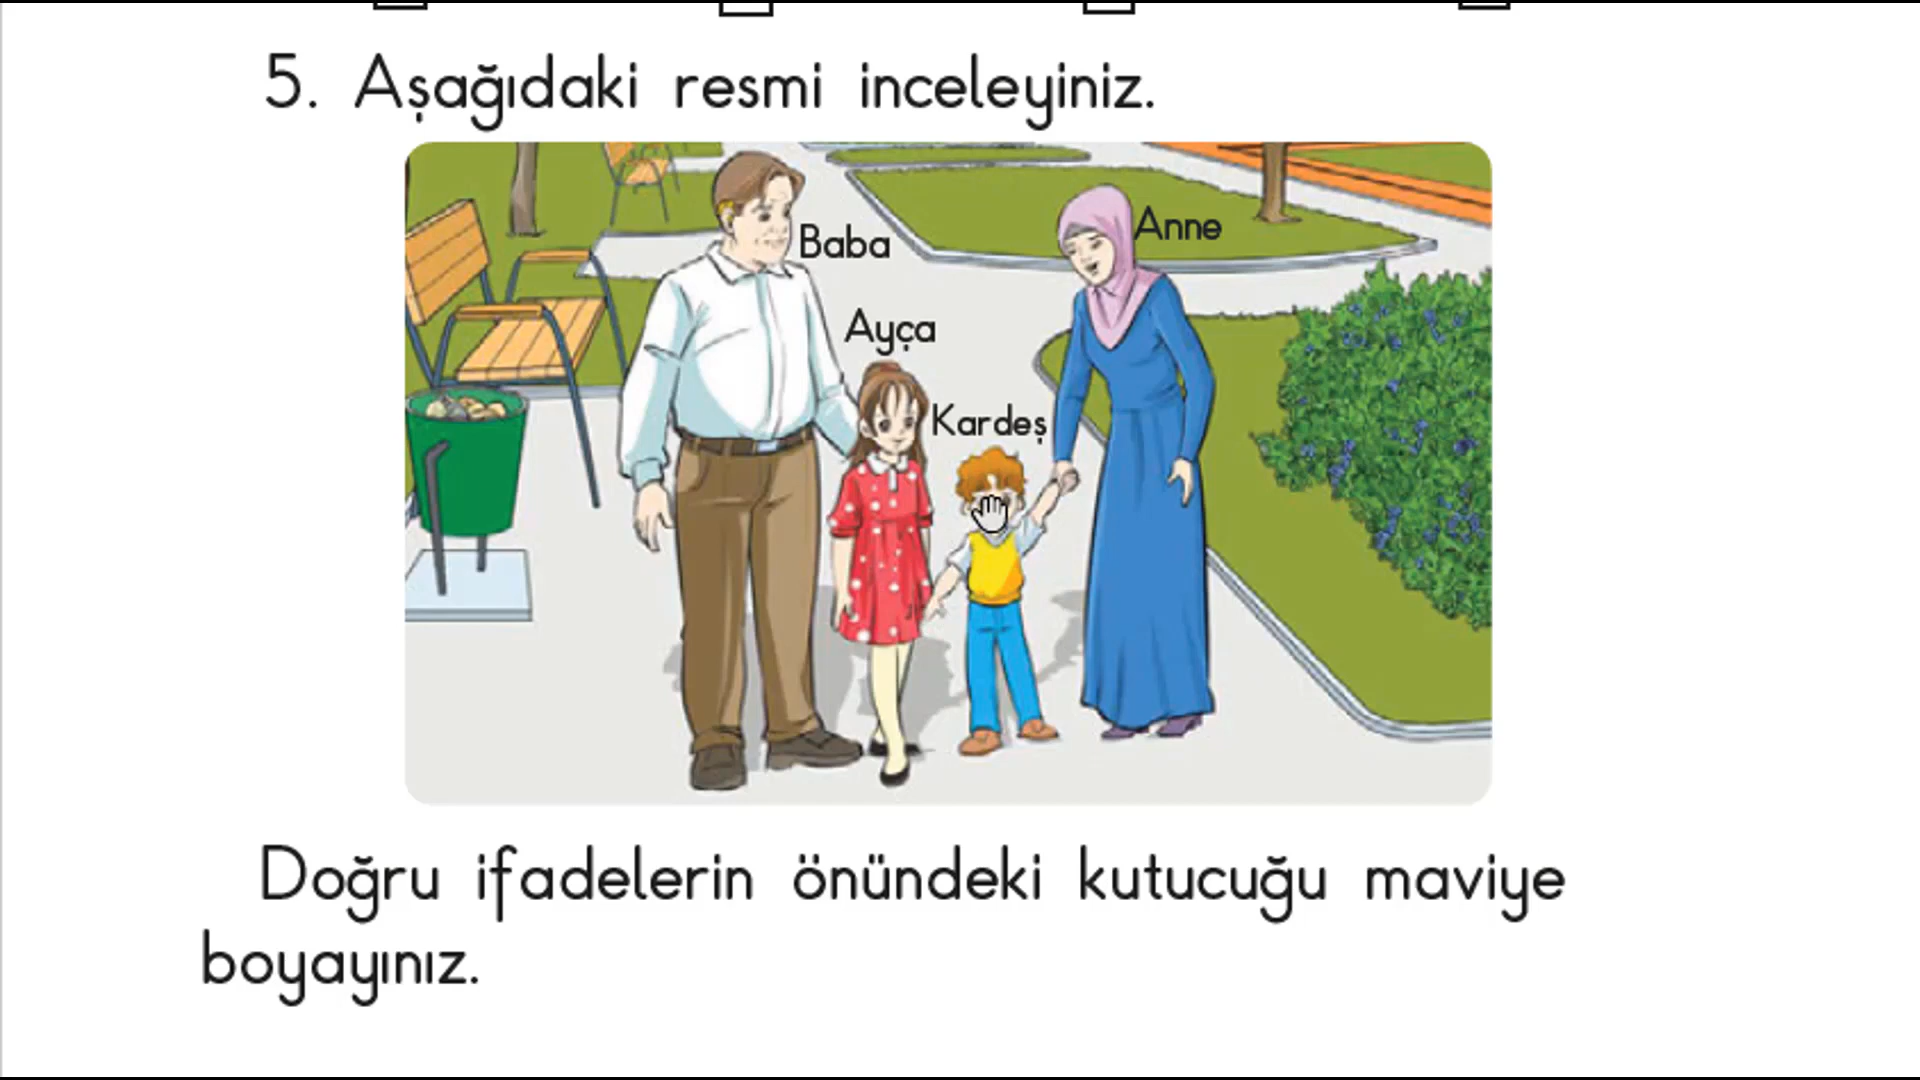 5. Aşağıdaki resmi inceleyiniz.
Baba
Anne
Ayça
Kardeş
Doğru ifadelerin önündeki kutucuğu maviye
boyayınız.